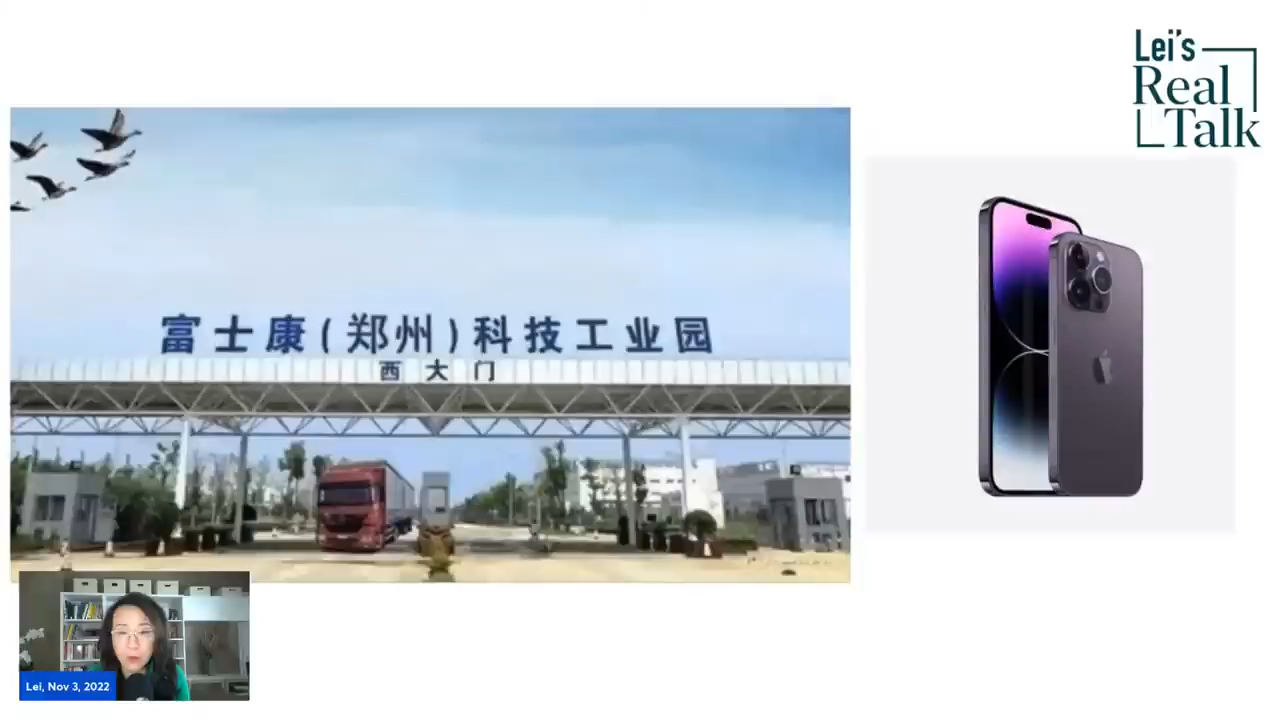 Lei's
Real
Talk
富士康(郑州)科技工业园
西大门
Lei, Nov 3, 2022